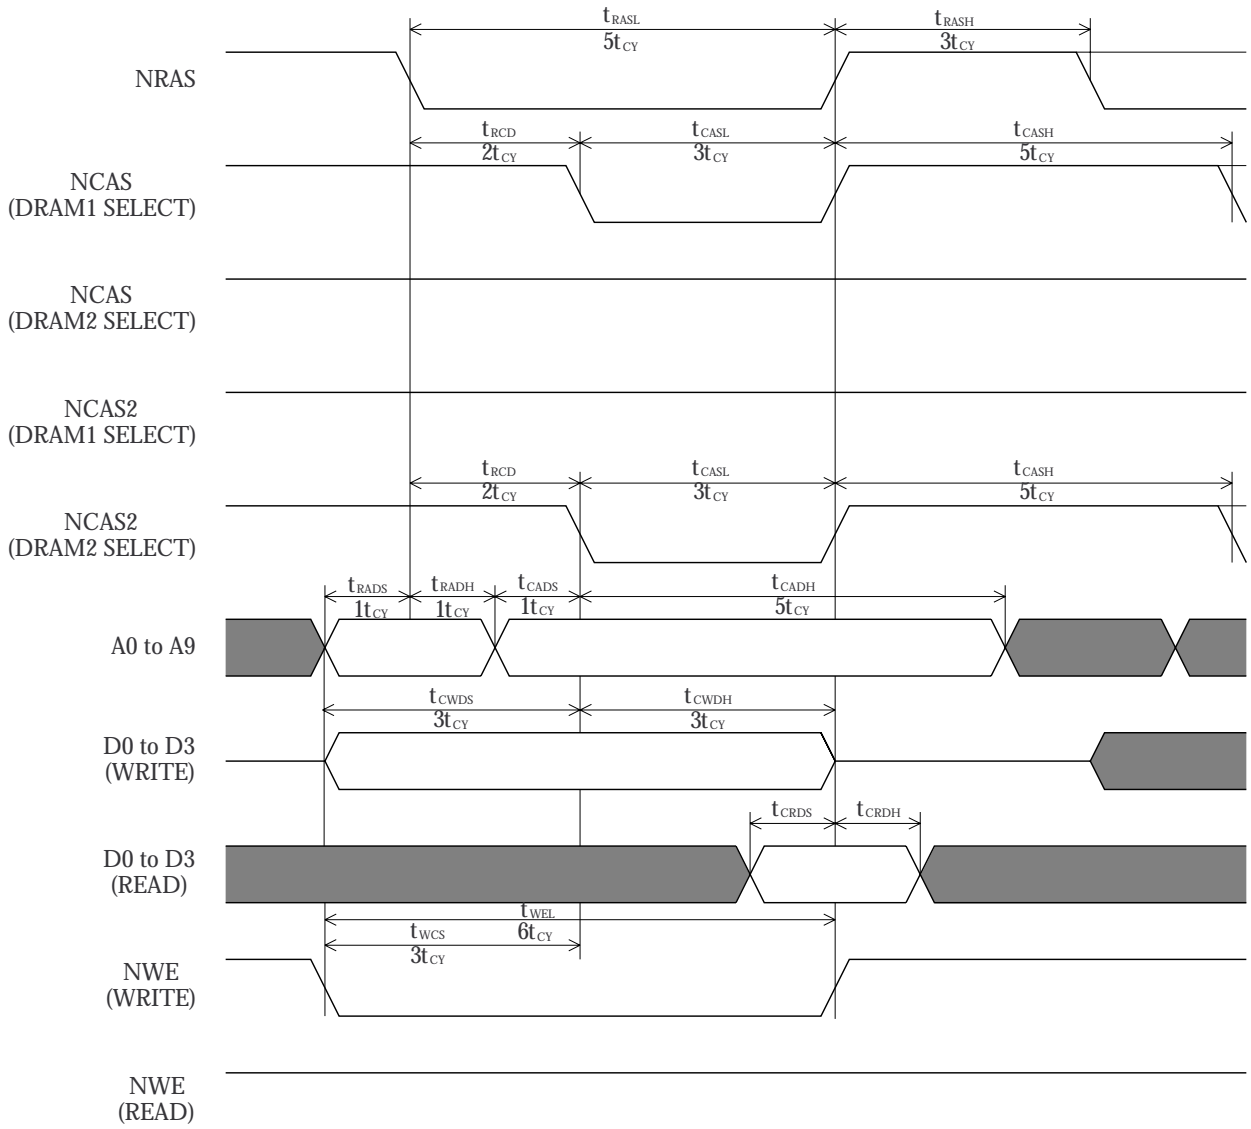 tRASL tRASH
5tCY 3tCY
NRAS
tRCD tCASL tCASH
2tCY 3tCY 5tCY
NCAS
(DRAM1 SELECT)
NCAS
(DRAM2 SELECT)
NCAS2
(DRAM1 SELECT)
tRCD tCASL tCASH
2tCY 3tCY 5tCY
NCAS2
(DRAM2 SELECT)
tRADS tRADH tCADS tCADH
1tCY 1tCY 1tCY 5tCY
A0 to A9
tCWDS tCWDH
3tCY 3tCY
D0 to D3
(WRITE)
tCRDS tCRDH
D0 to D3
(READ)
tWEL
tWCS 6tCY
3tCY
NWE
(WRITE)
NWE
(READ)